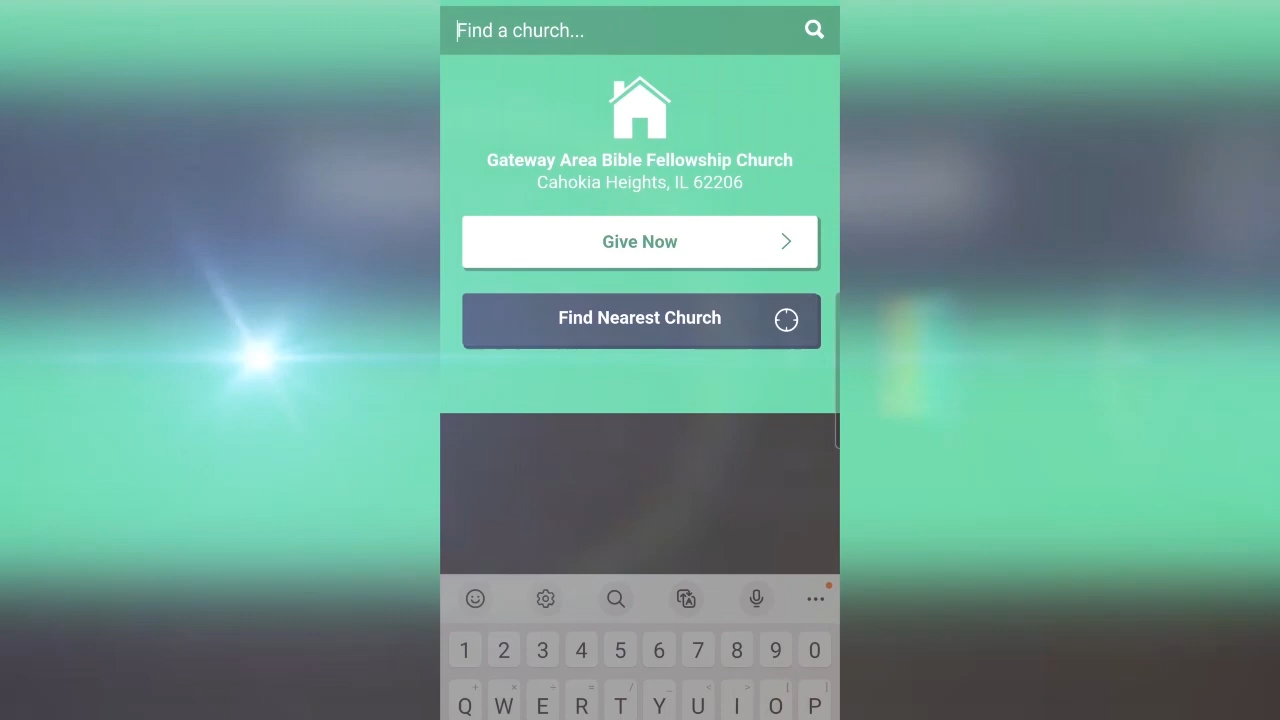 Find a church...
Gateway Area Bible Fellowship Church
Cahokia Heights, IL 62206
Give Now
Find Nearest Church
1 2 3 4 5 6 7 8 9 0
+ × ÷ = / _ < > [ ]
Q W E R T Y U I O P